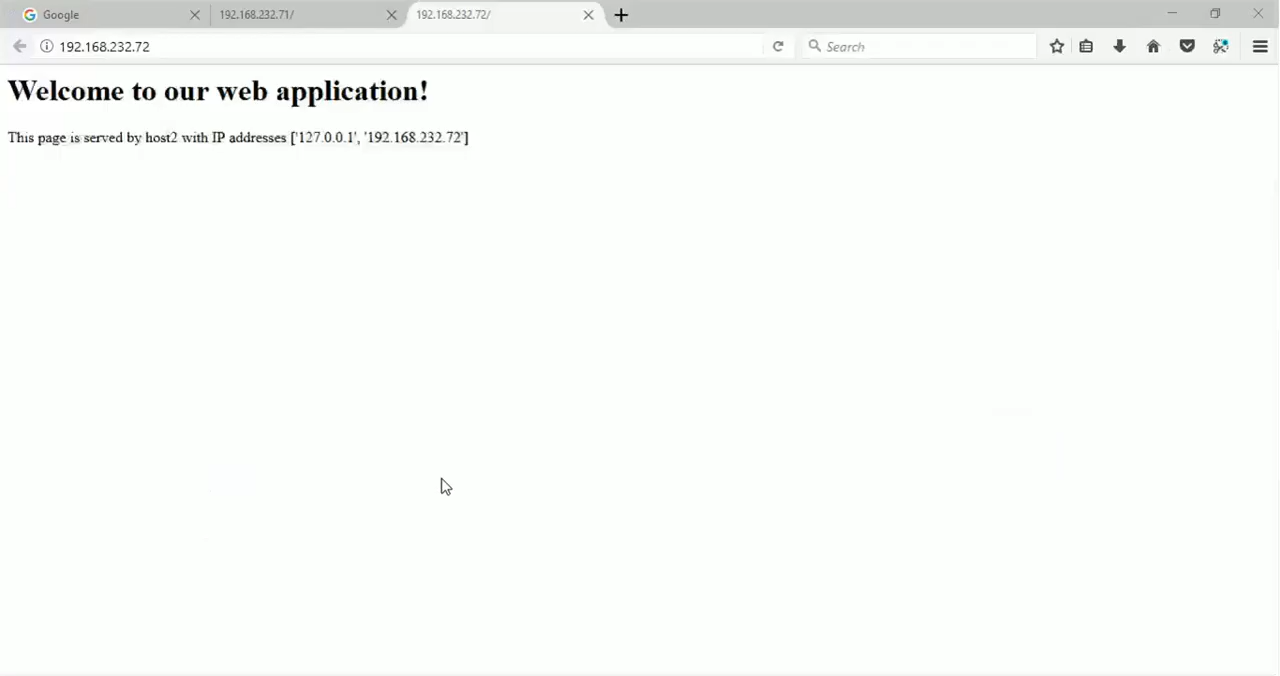 Google
192.168.232.71/
192.168.232.72/
192.168.232.72
Search
Welcome to our web application!
This page is served by host2 with IP addresses ['127.0.0.1', '192.168.232.72']